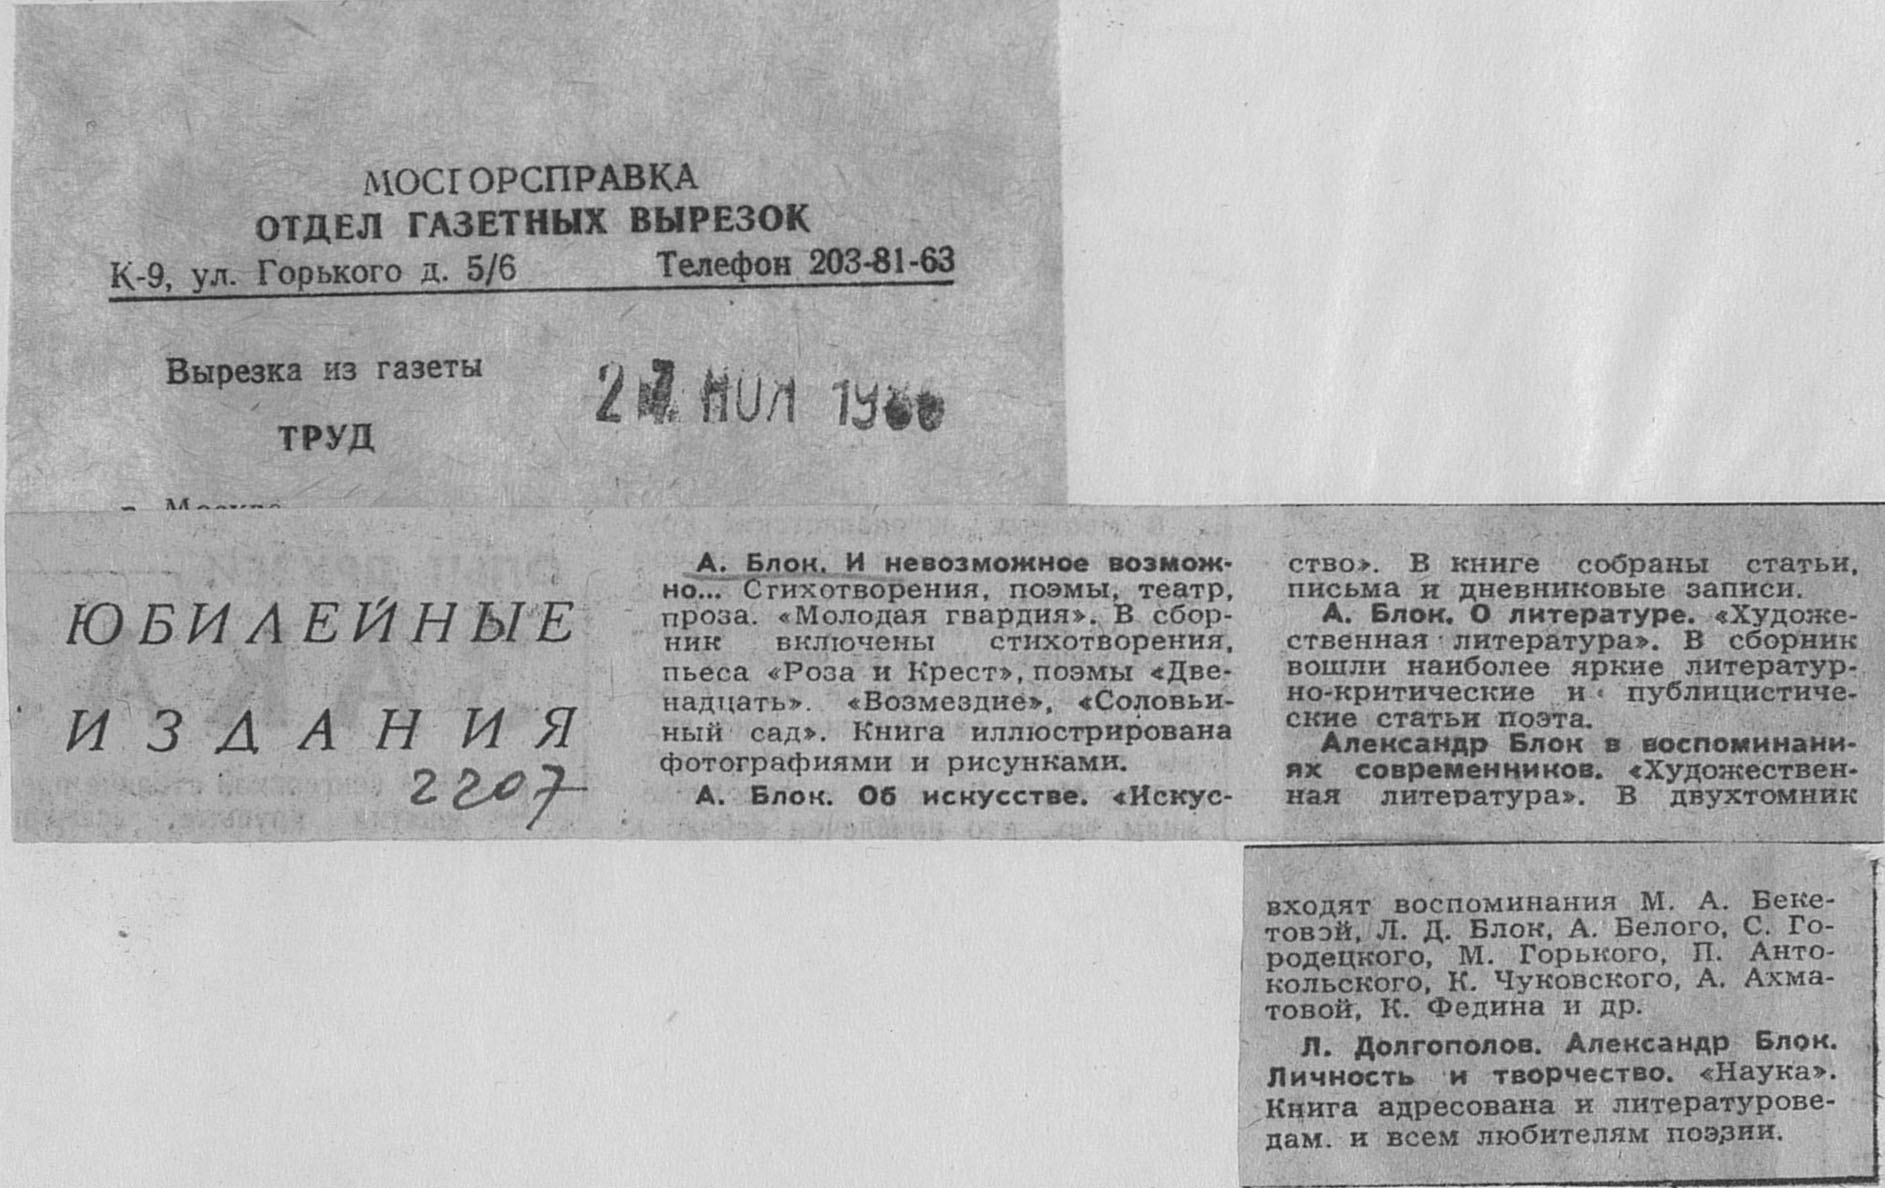 МОСГОРСПРАВКА
ОТДЕЛ ГАЗЕТНЫХ ВЫРЕЗОК
К-9, ул. Горького д. 5/6 Телефон 203-81-63
Вырезка из газеты
ТРУД
г. Москва
ЮБИЛЕЙНЫЕ
ИЗДАНИЯ
2207
А. Блок. И невозможное возмож-
но... Стихотворения, поэмы, театр,
проза. «Молодая гвардия». В сбор-
ник включены стихотворения,
пьеса «Роза и Крест», поэмы «Две-
надцать». «Возмездие», «Соловьи-
ный сад». Книга иллюстрирована
фотографиями и рисунками.
А. Блок. Об искусстве. «Искус-
ство». В книге собраны статьи,
письма и дневниковые записи.
А. Блок. О литературе. «Художе-
ственная литература». В сборник
вошли наиболее яркие литератур-
но-критические и публицистиче-
ские статьи поэта.
Александр Блок в воспоминани-
ях современников. «Художествен-
ная литература». В двухтомник
входят воспоминания М. А. Беке-
товой, Л. Д. Блок, А. Белого, С. Го-
родецкого, М. Горького, П. Анто-
кольского, К. Чуковского, А. Ахма-
товой, К. Федина и др.
Л. Долгополов. Александр Блок.
Личность и творчество. «Наука».
Книга адресована и литературове-
дам. и всем любителям поэзии.